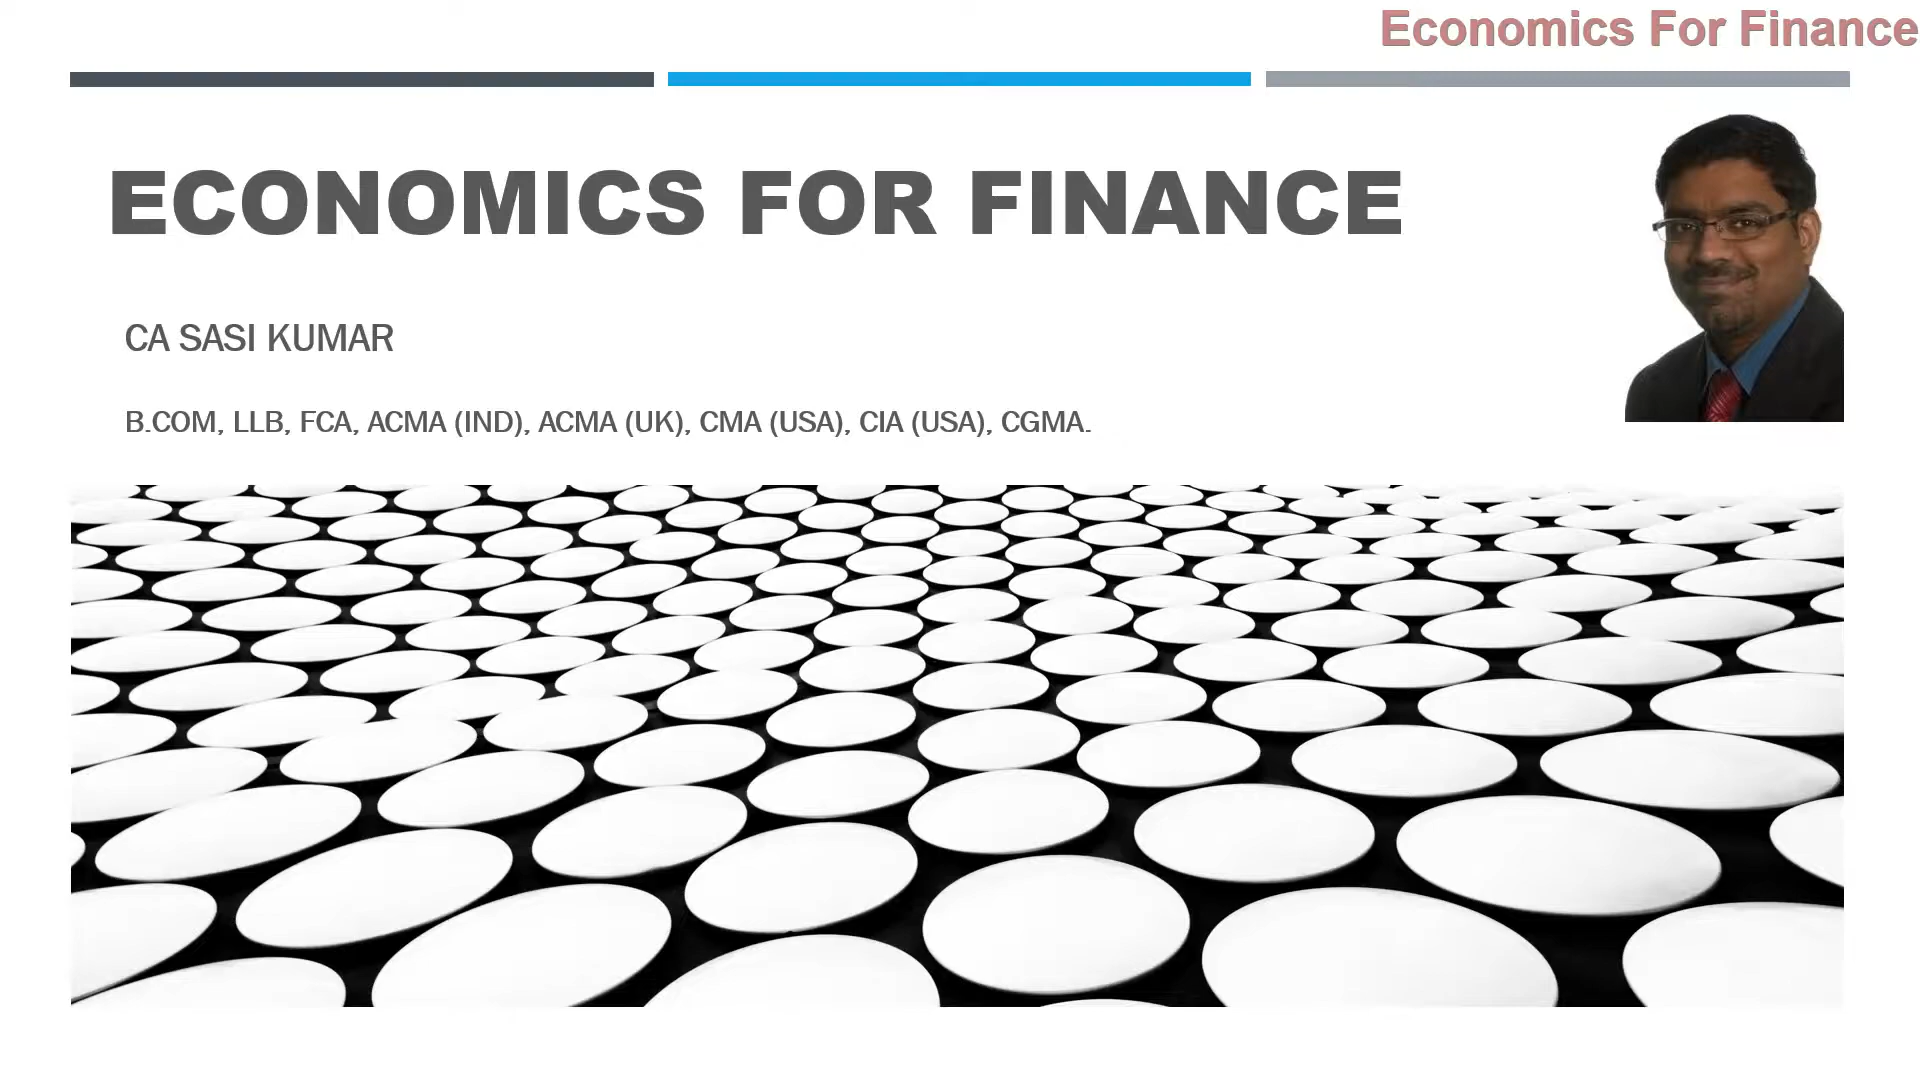 Economics For Finance
ECONOMICS FOR FINANCE
CA SASI KUMAR
B.COM, LLB, FCA, ACMA (IND), ACMA (UK), CMA (USA), CIA (USA), CGMA.